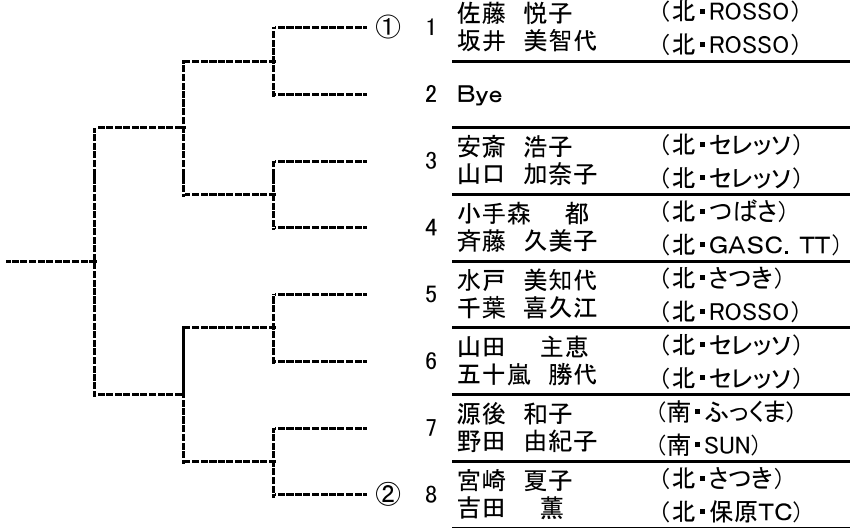 ① 1 佐藤 悦子 (北・ROSSO)
坂井 美智代 (北・ROSSO)
2 Bye
3 安斎 浩子 (北・セレッソ)
山口 加奈子 (北・セレッソ)
4 小手森 都 (北・つばさ)
斉藤 久美子 (北・GASC. TT)
5 水戸 美知代 (北・さつき)
千葉 喜久江 (北・ROSSO)
6 山田 主恵 (北・セレッソ)
五十嵐 勝代 (北・セレッソ)
7 源後 和子 (南・ふっくま)
野田 由紀子 (南・SUN)
② 8 宮崎 夏子 (北・さつき)
吉田 薫 (北・保原TC)